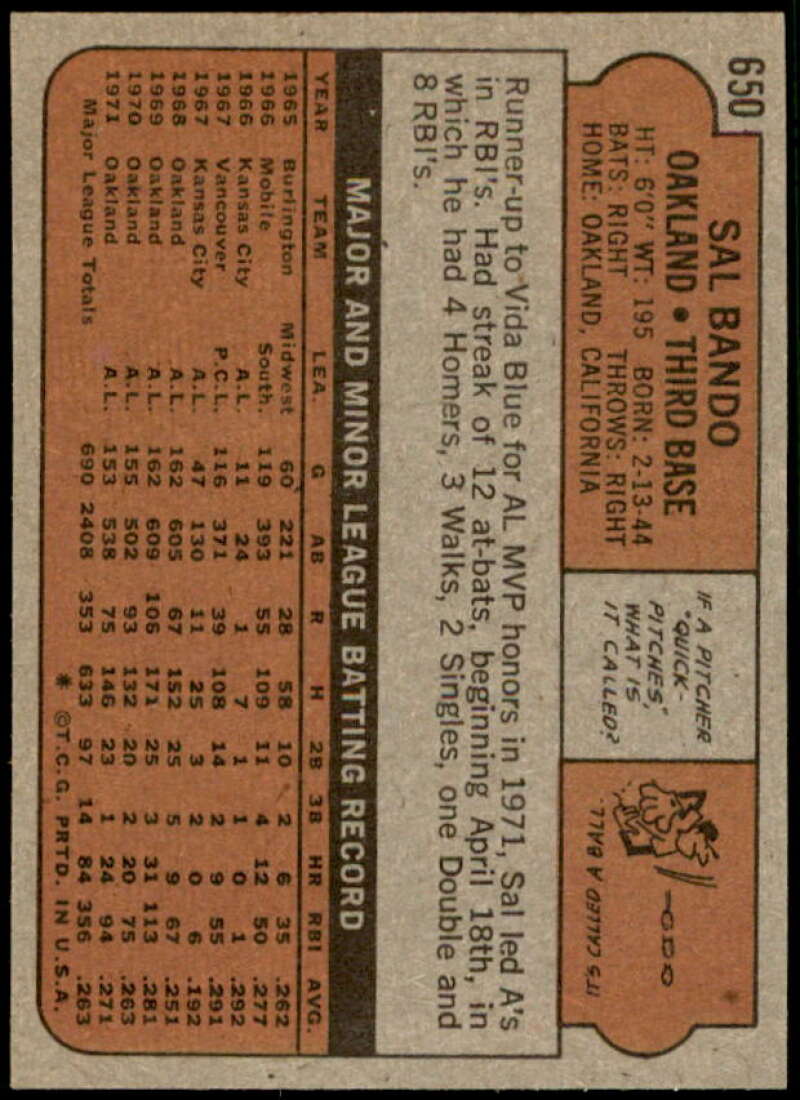 650
SAL BANDO
OAKLAND • THIRD BASE
HT: 6'0" WT: 195 BORN: 2-13-44
BATS: RIGHT THROWS: RIGHT
HOME: OAKLAND, CALIFORNIA
IF A PITCHER
"QUICK-
PITCHES,"
WHAT IS
IT CALLED?
IT'S CALLED A BALL.
Runner-up to Vida Blue for AL MVP honors in 1971, Sal led A's
in RBI's. Had streak of 12 at-bats, beginning April 18th, in
which he had 4 Homers, 3 Walks, 2 Singles, one Double and
8 RBI's.
MAJOR AND MINOR LEAGUE BATTING RECORD
YEAR TEAM LEA. G AB R H 2B 3B HR RBI AVG.
1965 Burlington Midwest 60 221 28 58 10 2 6 35 .262
1966 Mobile South. 119 393 55 109 11 4 12 50 .277
1966 Kansas City A.L. 11 24 1 7 1 1 0 1 .292
1967 Vancouver P.C.L. 116 371 39 108 14 2 9 55 .291
1967 Kansas City A.L. 47 130 11 25 3 2 0 6 .192
1968 Oakland A.L. 162 605 67 152 25 5 9 67 .251
1969 Oakland A.L. 162 609 106 171 25 3 31 113 .281
1970 Oakland A.L. 155 502 93 132 20 2 20 75 .263
1971 Oakland A.L. 153 538 75 146 23 1 24 94 .271
Major League Totals 690 2408 353 633 97 14 84 356 .263
* ©T.C.G. PRTD. IN U.S.A.